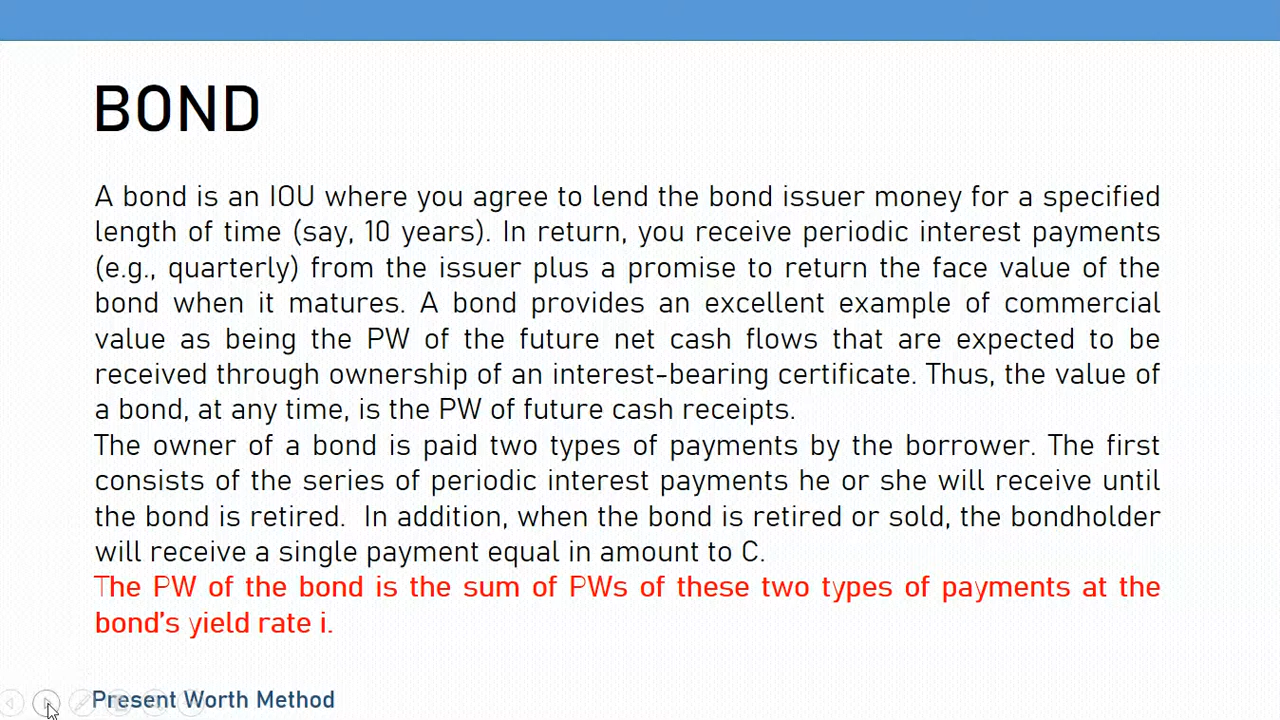 BOND
A bond is an IOU where you agree to lend the bond issuer money for a specified
length of time (say, 10 years). In return, you receive periodic interest payments
(e.g., quarterly) from the issuer plus a promise to return the face value of the
bond when it matures. A bond provides an excellent example of commercial
value as being the PW of the future net cash flows that are expected to be
received through ownership of an interest-bearing certificate. Thus, the value of
a bond, at any time, is the PW of future cash receipts.
The owner of a bond is paid two types of payments by the borrower. The first
consists of the series of periodic interest payments he or she will receive until
the bond is retired. In addition, when the bond is retired or sold, the bondholder
will receive a single payment equal in amount to C.
The PW of the bond is the sum of PWs of these two types of payments at the
bond's yield rate i.
Present Worth Method